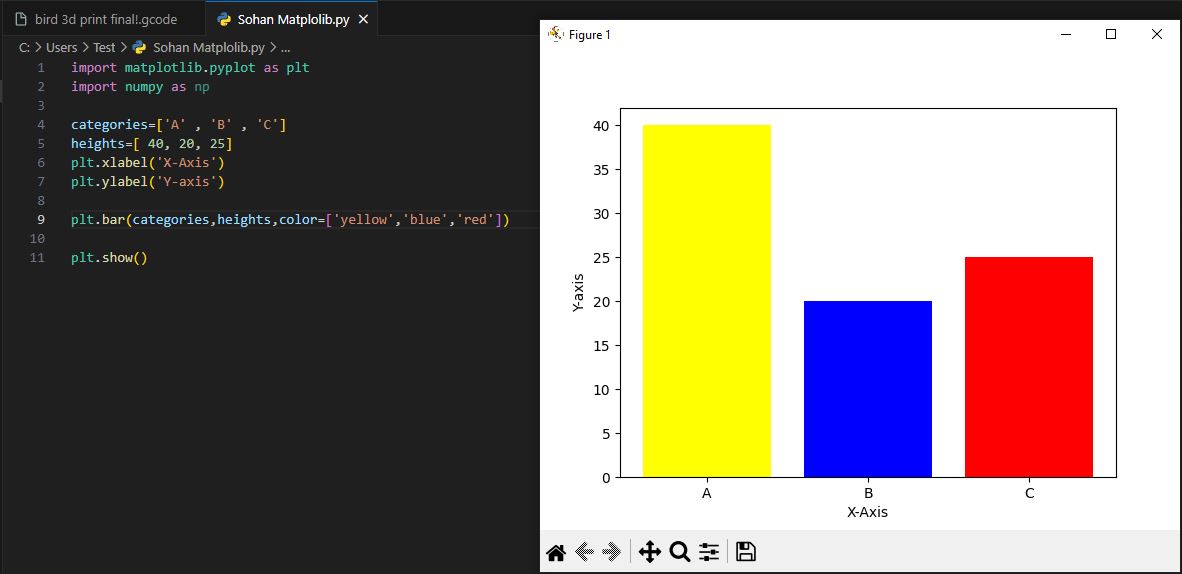 bird 3d print final!.gcode
Sohan Matplolib.py
C: > Users > Test > Sohan Matplolib.py > ...
1 import matplotlib.pyplot as plt
2 import numpy as np
3
4 categories=['A' , 'B' , 'C']
5 heights=[ 40, 20, 25]
6 plt.xlabel('X-Axis')
7 plt.ylabel('Y-axis')
8
9 plt.bar(categories,heights,color=['yellow','blue','red'])
10
11 plt.show()
Figure 1
40
35
30
25
20
15
10
5
0
Y-axis
A B C
X-Axis